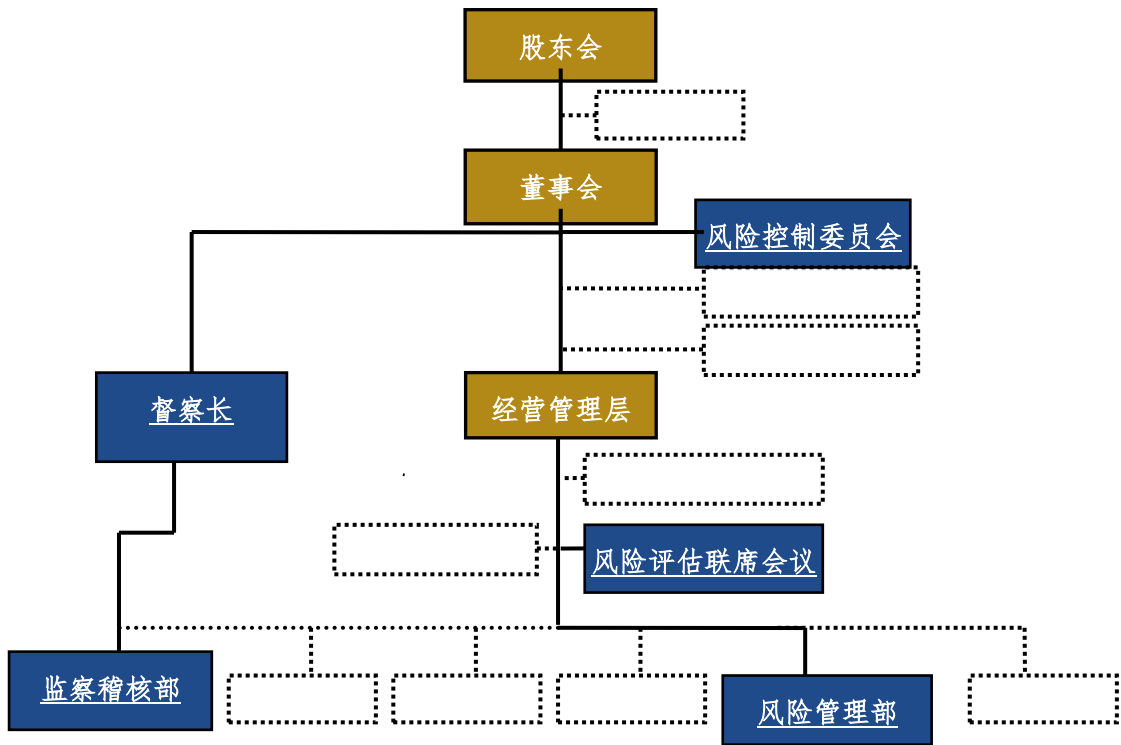 股东会
董事会
风险控制委员会
督察长
经营管理层
风险评估联席会议
监察稽核部
风险管理部